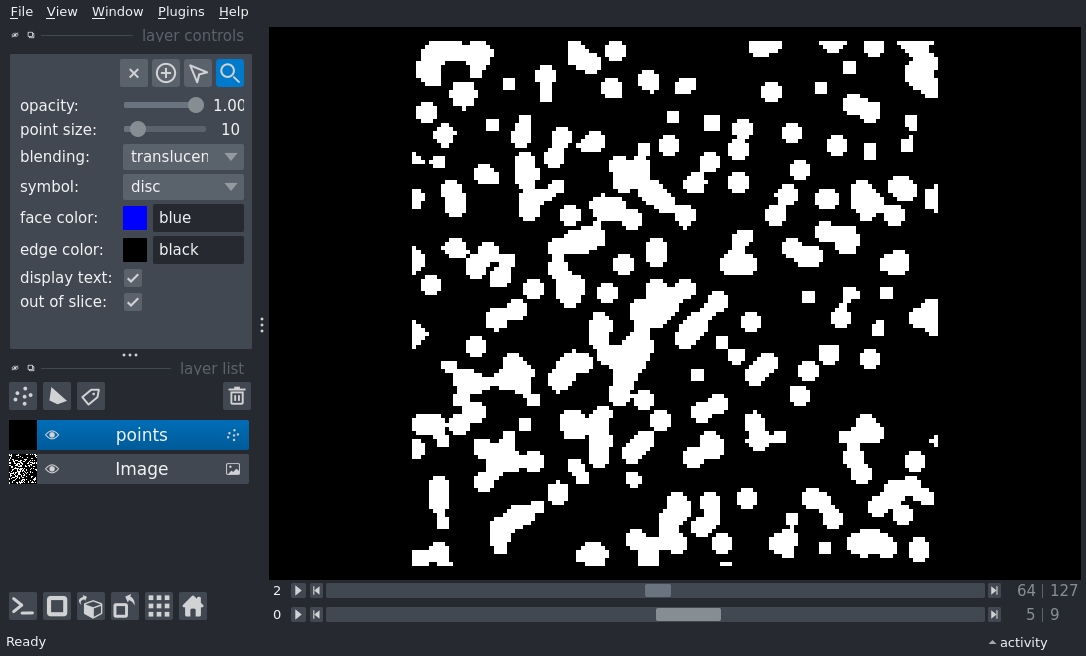 File View Window Plugins Help
layer controls
opacity: 1.00
point size: 10
blending: translucen
symbol: disc
face color: blue
edge color: black
display text:
out of slice:
layer list
points
Image
2 64 | 127
0 5 | 9
Ready activity